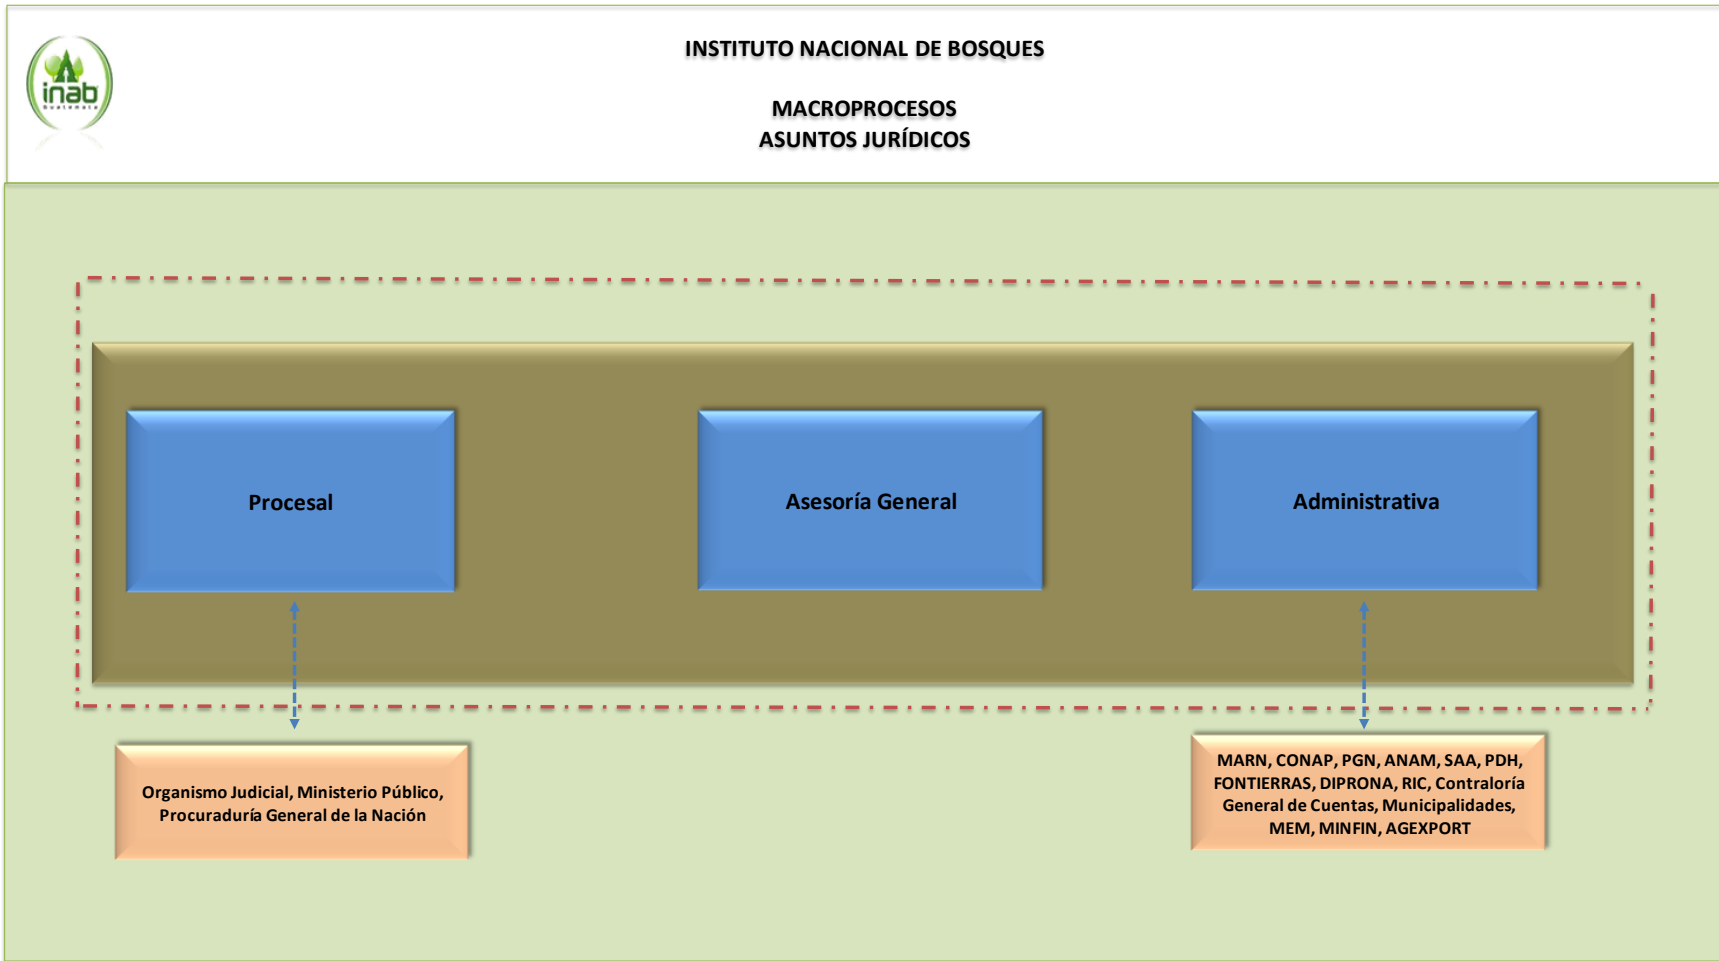 inab
Guatemala
INSTITUTO NACIONAL DE BOSQUES
MACROPROCESOS
ASUNTOS JURÍDICOS
Procesal
Asesoría General
Administrativa
Organismo Judicial, Ministerio Público,
Procuraduría General de la Nación
MARN, CONAP, PGN, ANAM, SAA, PDH,
FONTIERRAS, DIPRONA, RIC, Contraloría
General de Cuentas, Municipalidades,
MEM, MINFIN, AGEXPORT